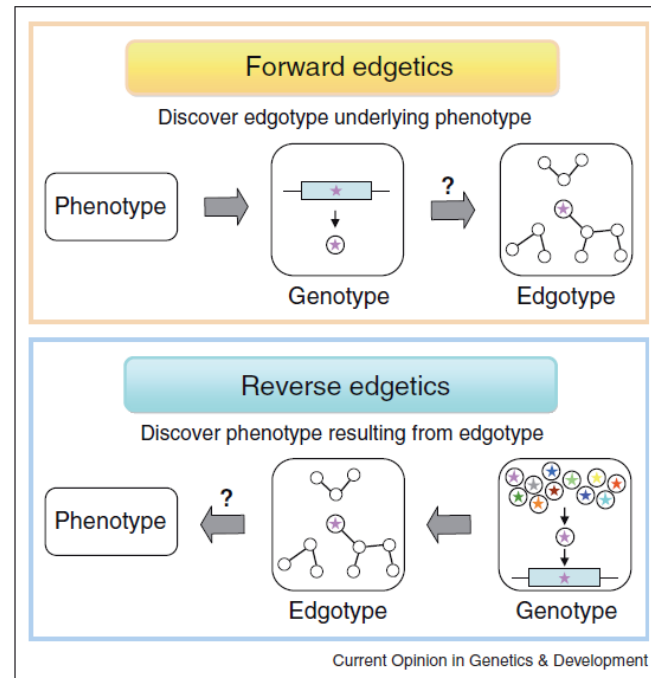 Forward edgetics
Discover edgotype underlying phenotype
Phenotype
?
Genotype
Edgotype
Reverse edgetics
Discover phenotype resulting from edgotype
Phenotype
?
Edgotype
Genotype
Current Opinion in Genetics & Development